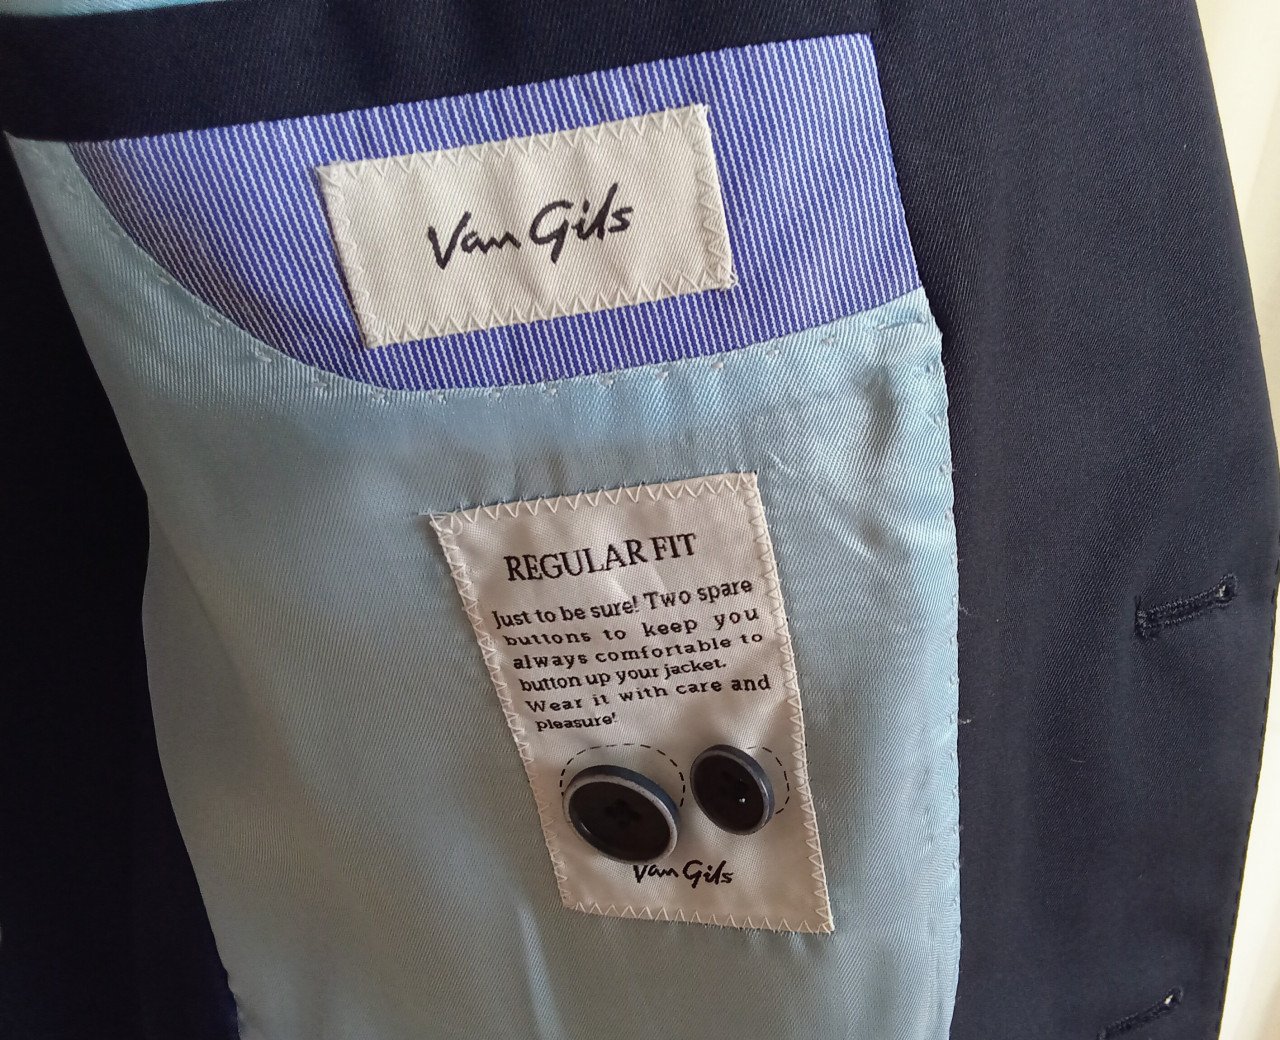 Van Gils
REGULAR FIT
Just to be sure! Two spare
buttons to keep you
always comfortable to
button up your jacket.
Wear it with care and
pleasure!
Van Gils